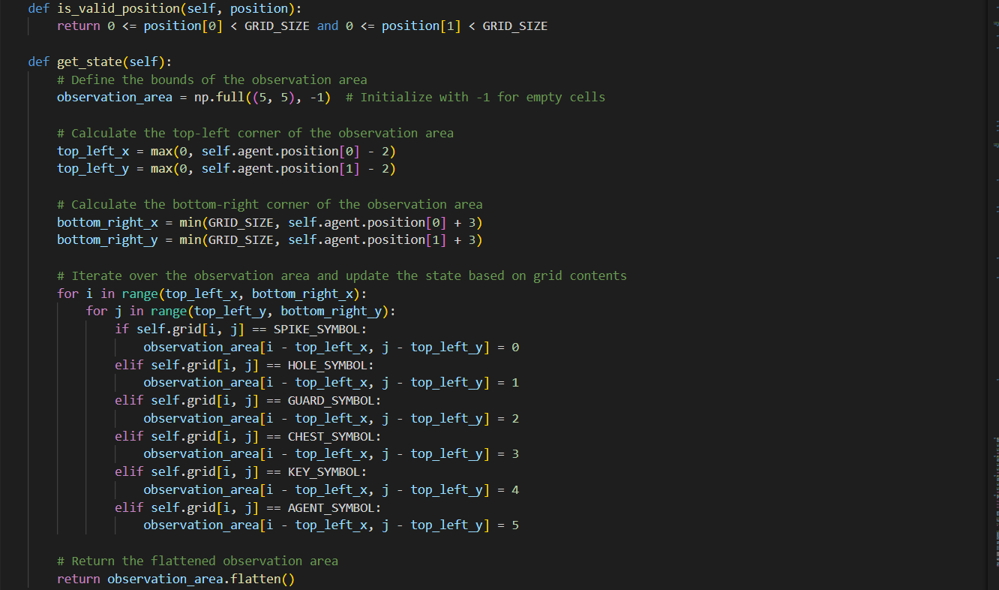 def is_valid_position(self, position):
    return 0 <= position[0] < GRID_SIZE and 0 <= position[1] < GRID_SIZE

def get_state(self):
    # Define the bounds of the observation area
    observation_area = np.full((5, 5), -1)  # Initialize with -1 for empty cells

    # Calculate the top-left corner of the observation area
    top_left_x = max(0, self.agent.position[0] - 2)
    top_left_y = max(0, self.agent.position[1] - 2)

    # Calculate the bottom-right corner of the observation area
    bottom_right_x = min(GRID_SIZE, self.agent.position[0] + 3)
    bottom_right_y = min(GRID_SIZE, self.agent.position[1] + 3)

    # Iterate over the observation area and update the state based on grid contents
    for i in range(top_left_x, bottom_right_x):
        for j in range(top_left_y, bottom_right_y):
            if self.grid[i, j] == SPIKE_SYMBOL:
                observation_area[i - top_left_x, j - top_left_y] = 0
            elif self.grid[i, j] == HOLE_SYMBOL:
                observation_area[i - top_left_x, j - top_left_y] = 1
            elif self.grid[i, j] == GUARD_SYMBOL:
                observation_area[i - top_left_x, j - top_left_y] = 2
            elif self.grid[i, j] == CHEST_SYMBOL:
                observation_area[i - top_left_x, j - top_left_y] = 3
            elif self.grid[i, j] == KEY_SYMBOL:
                observation_area[i - top_left_x, j - top_left_y] = 4
            elif self.grid[i, j] == AGENT_SYMBOL:
                observation_area[i - top_left_x, j - top_left_y] = 5

    # Return the flattened observation area
    return observation_area.flatten()